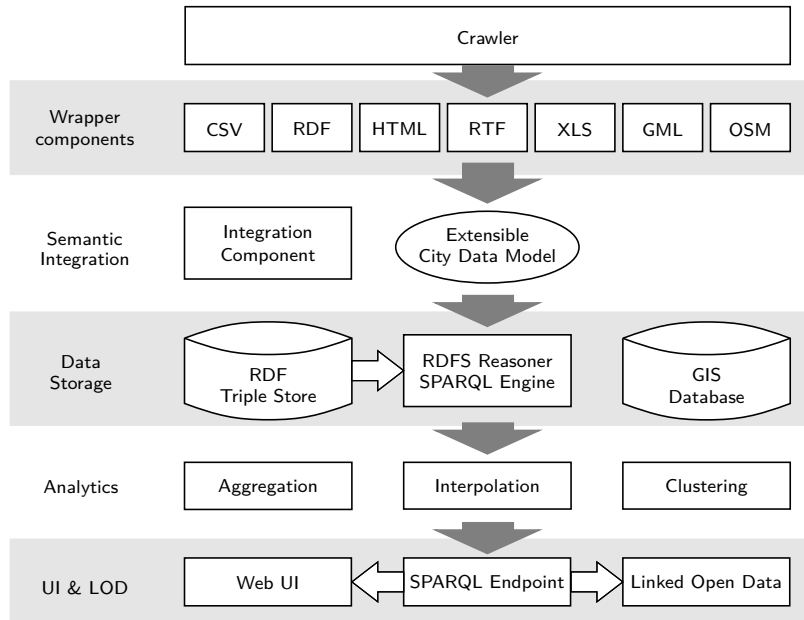 Crawler
Wrapper
components
CSV
RDF
HTML
RTF
XLS
GML
OSM
Semantic
Integration
Integration
Component
Extensible
City Data Model
Data
Storage
RDF
Triple Store
RDFS Reasoner
SPARQL Engine
GIS
Database
Analytics
Aggregation
Interpolation
Clustering
UI & LOD
Web UI
SPARQL Endpoint
Linked Open Data